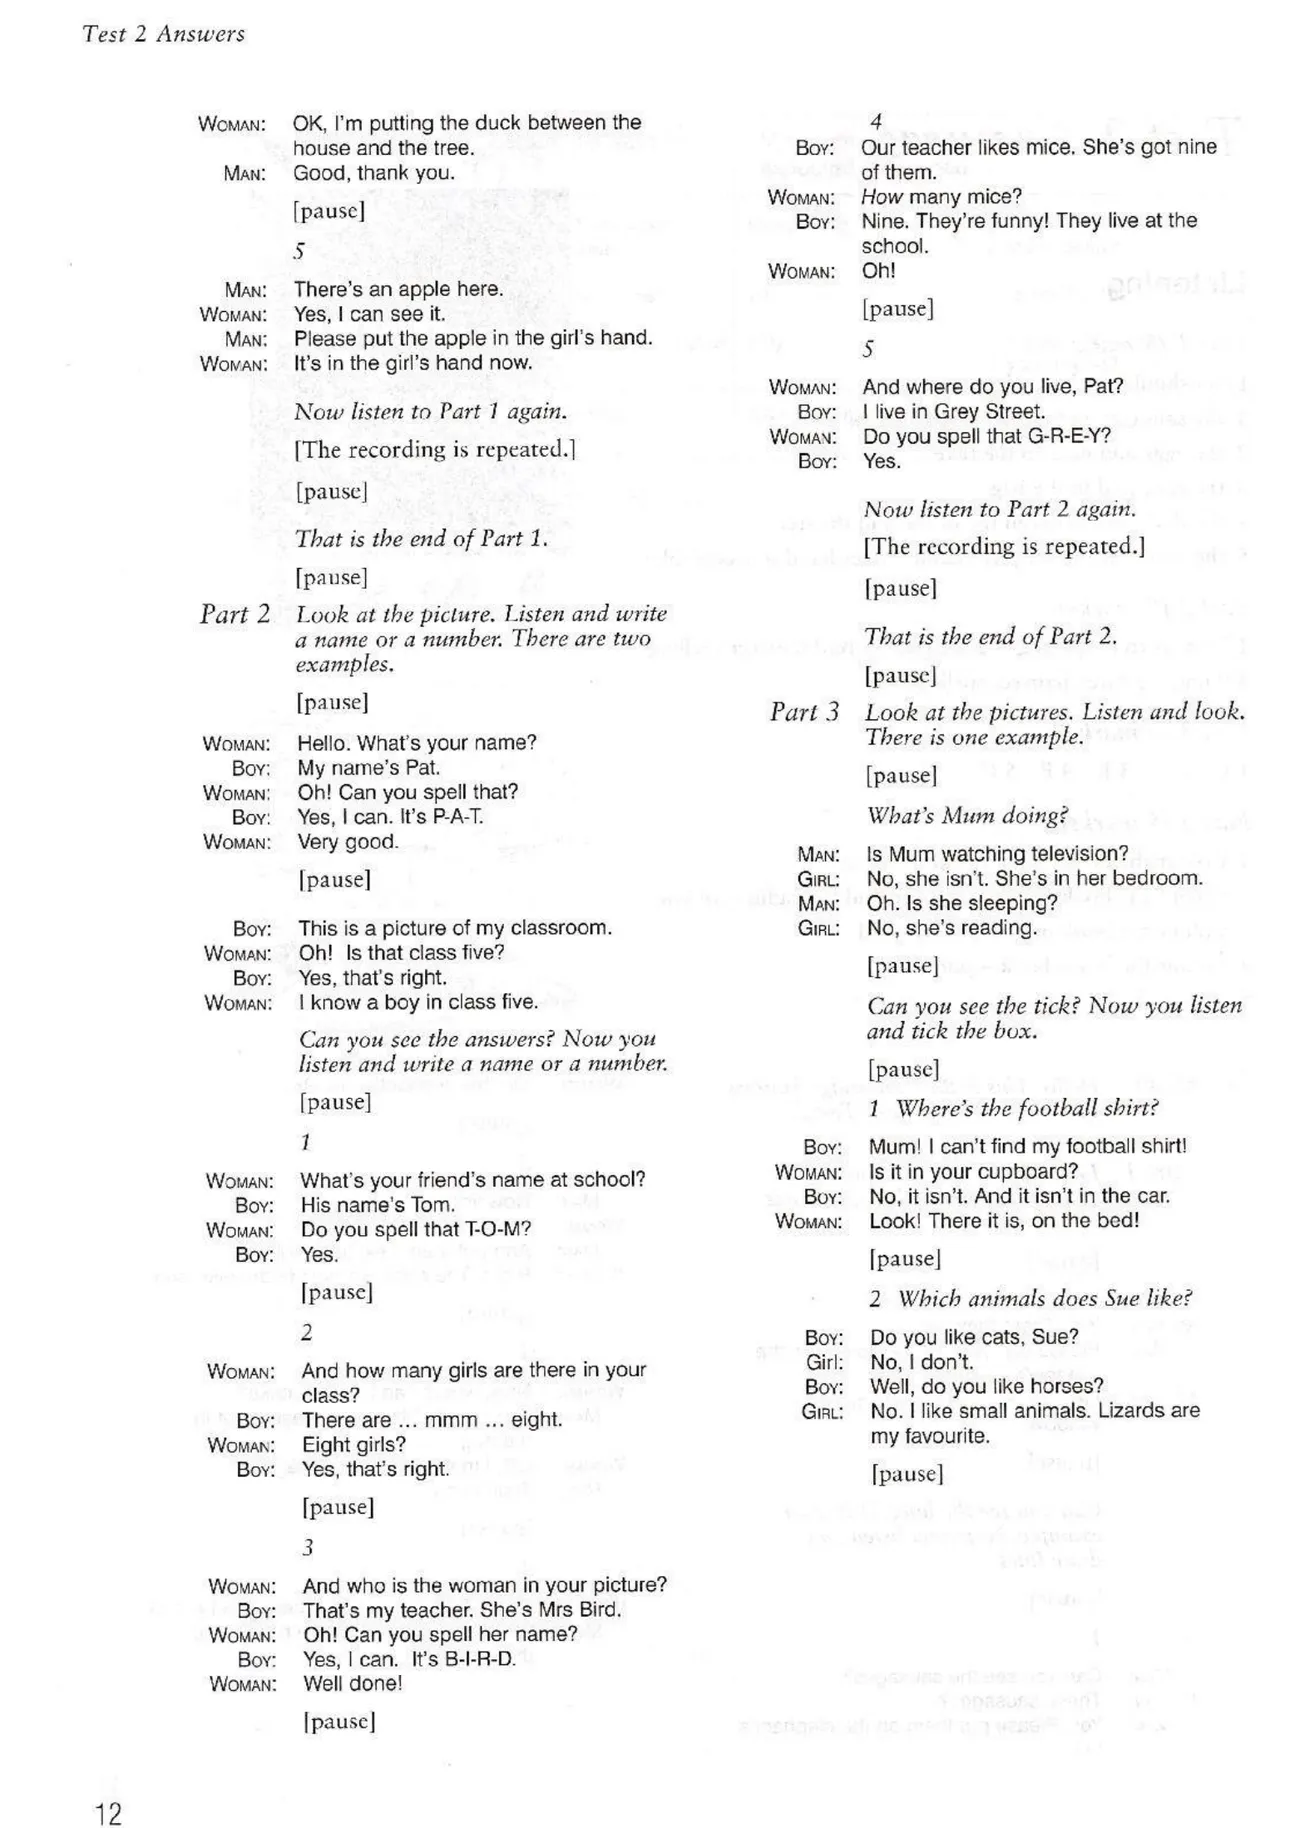 Test 2 Answers
WOMAN: OK, I'm putting the duck between the
house and the tree.
MAN: Good, thank you.
[pause]
5
MAN: There's an apple here.
WOMAN: Yes, I can see it.
MAN: Please put the apple in the girl's hand.
WOMAN: It's in the girl's hand now.
Now listen to Part 1 again.
[The recording is repeated.]
[pause]
That is the end of Part 1.
[pause]
Part 2 Look at the picture. Listen and write
a name or a number. There are two
examples.
[pause]
WOMAN: Hello. What's your name?
BOY: My name's Pat.
WOMAN: Oh! Can you spell that?
BOY: Yes, I can. It's P-A-T.
WOMAN: Very good.
[pause]
BOY: This is a picture of my classroom.
WOMAN: Oh! Is that class five?
BOY: Yes, that's right.
WOMAN: I know a boy in class five.
Can you see the answers? Now you
listen and write a name or a number.
[pause]
1
WOMAN: What's your friend's name at school?
BOY: His name's Tom.
WOMAN: Do you spell that T-O-M?
BOY: Yes.
[pause]
2
WOMAN: And how many girls are there in your
class?
BOY: There are ... mmm ... eight.
WOMAN: Eight girls?
BOY: Yes, that's right.
[pause]
3
WOMAN: And who is the woman in your picture?
BOY: That's my teacher. She's Mrs Bird.
WOMAN: Oh! Can you spell her name?
BOY: Yes, I can. It's B-I-R-D.
WOMAN: Well done!
[pause]
4
BOY: Our teacher likes mice. She's got nine
of them.
WOMAN: How many mice?
BOY: Nine. They're funny! They live at the
school.
WOMAN: Oh!
[pause]
5
WOMAN: And where do you live, Pat?
BOY: I live in Grey Street.
WOMAN: Do you spell that G-R-E-Y?
BOY: Yes.
Now listen to Part 2 again.
[The recording is repeated.]
[pause]
That is the end of Part 2.
[pause]
Part 3 Look at the pictures. Listen and look.
There is one example.
[pause]
What's Mum doing?
MAN: Is Mum watching television?
GIRL: No, she isn't. She's in her bedroom.
MAN: Oh. Is she sleeping?
GIRL: No, she's reading.
[pause]
Can you see the tick? Now you listen
and tick the box.
[pause]
1 Where's the football shirt?
BOY: Mum! I can't find my football shirt!
WOMAN: Is it in your cupboard?
BOY: No, it isn't. And it isn't in the car.
WOMAN: Look! There it is, on the bed!
[pause]
2 Which animals does Sue like?
BOY: Do you like cats, Sue?
Girl: No, I don't.
BOY: Well, do you like horses?
GIRL: No. I like small animals. Lizards are
my favourite.
[pause]
12